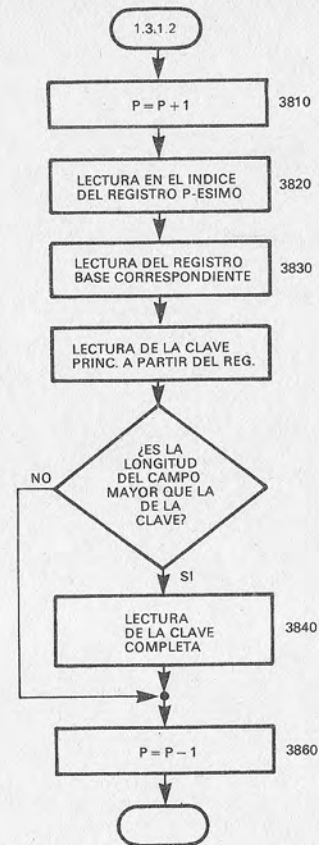 1.3.1.2
P = P + 1
3810
LECTURA EN EL INDICE
DEL REGISTRO P-ESIMO
3820
LECTURA DEL REGISTRO
BASE CORRESPONDIENTE
3830
LECTURA DE LA CLAVE
PRINC. A PARTIR DEL REG.
¿ES LA
LONGITUD
DEL CAMPO
MAYOR QUE LA
DE LA
CLAVE?
NO
SI
LECTURA
DE LA CLAVE
COMPLETA
3840
P = P − 1
3860